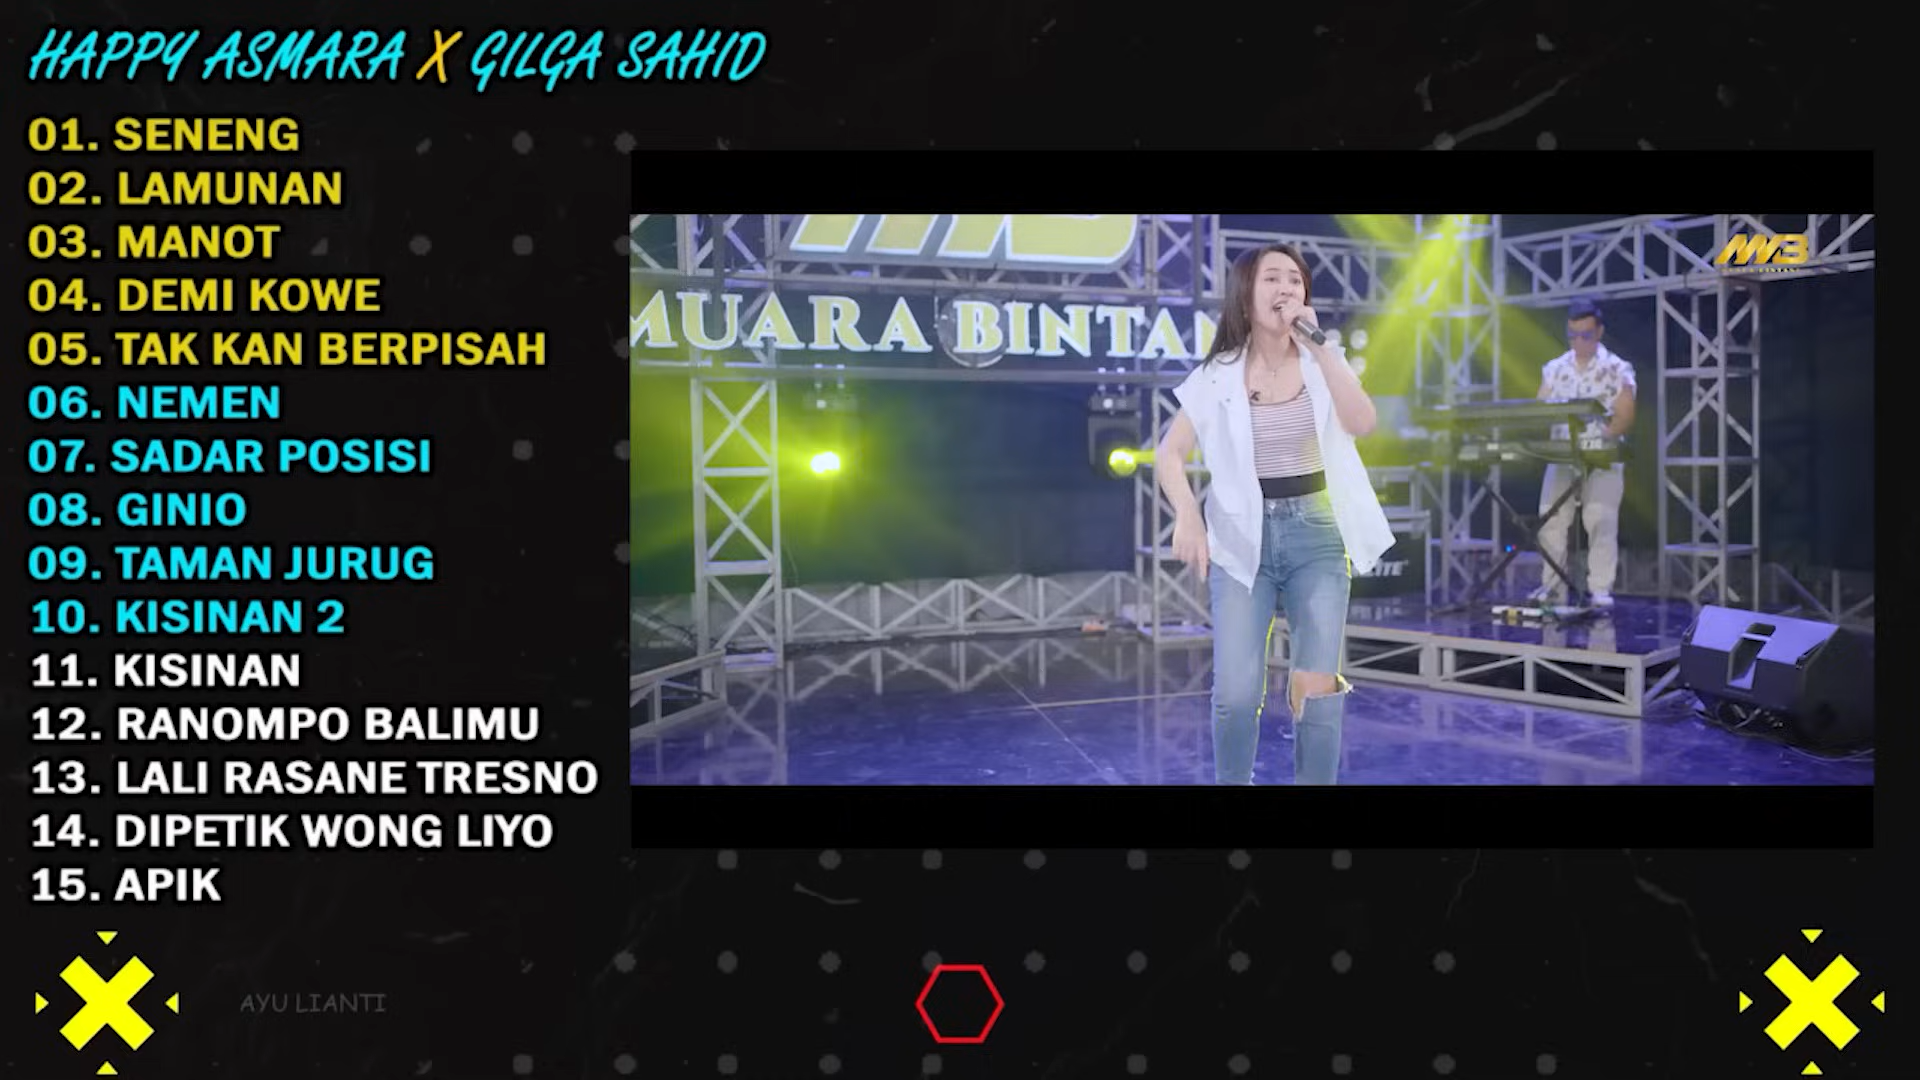 HAPPY ASMARA X GILGA SAHID
01. SENENG
02. LAMUNAN
03. MANOT
04. DEMI KOWE
05. TAK KAN BERPISAH
06. NEMEN
07. SADAR POSISI
08. GINIO
09. TAMAN JURUG
10. KISINAN 2
11. KISINAN
12. RANOMPO BALIMU
13. LALI RASANE TRESNO
14. DIPETIK WONG LIYO
15. APIK
MUARA BINTAN
AYU LIANTI